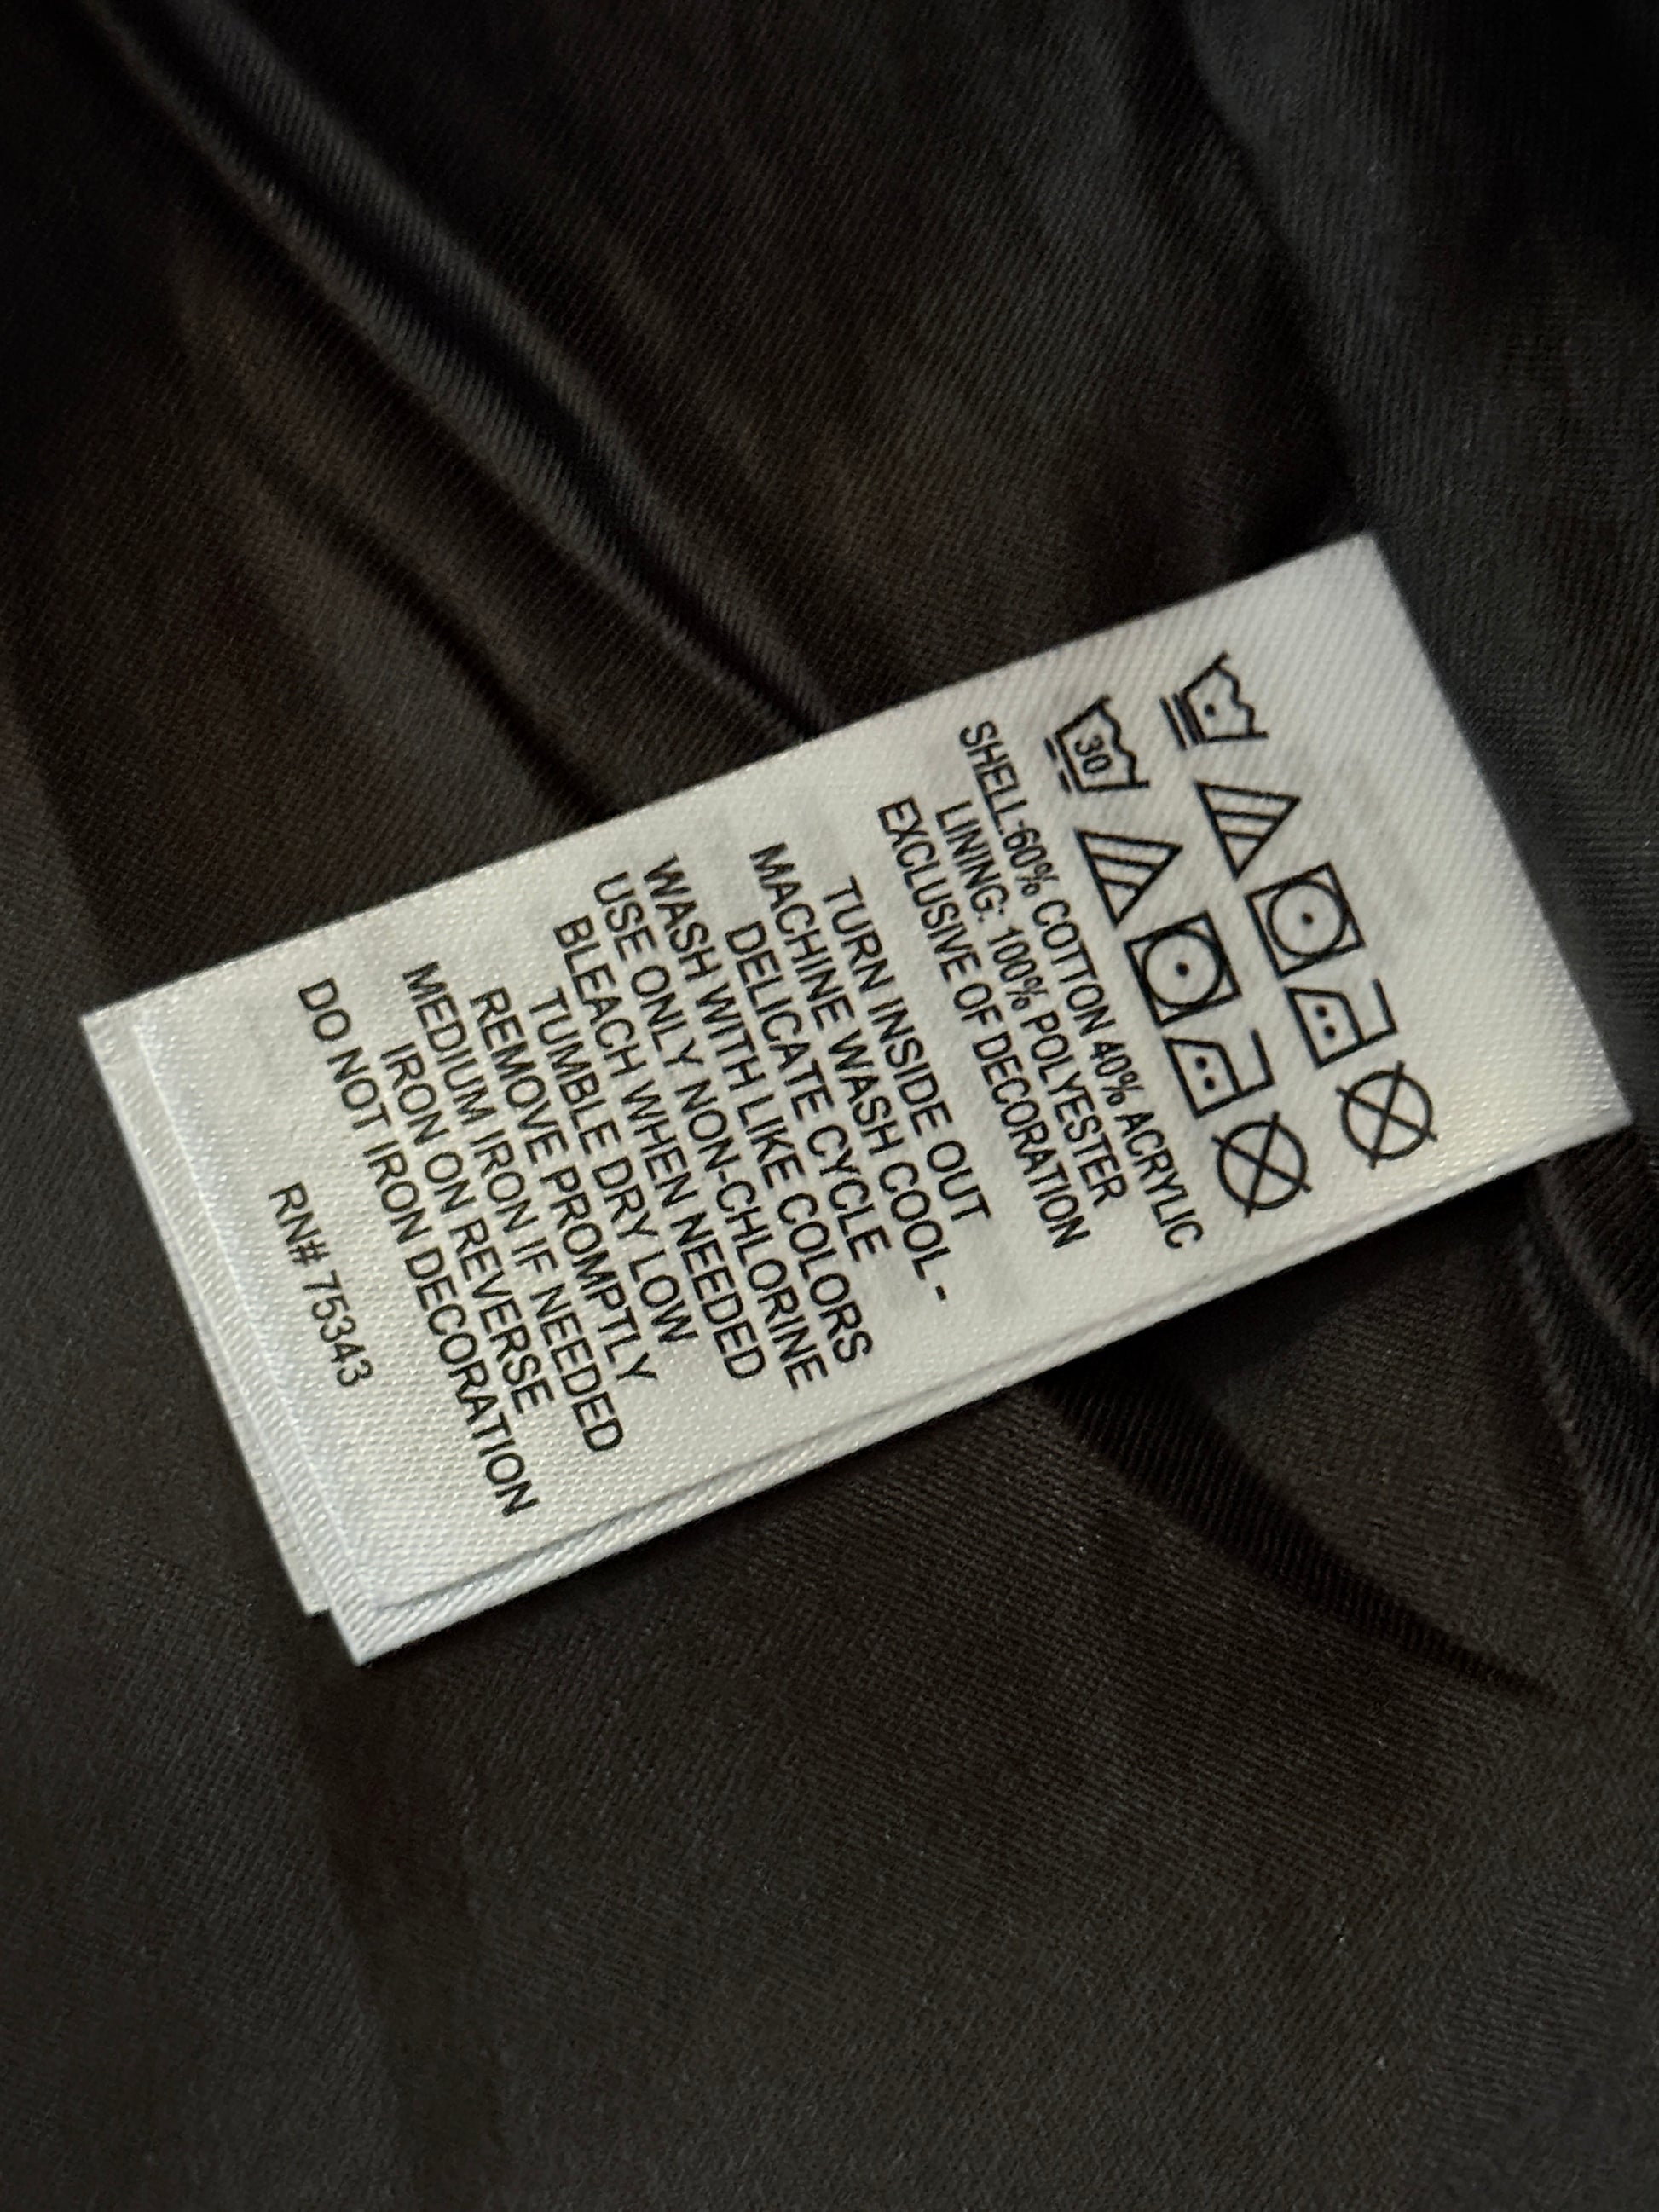 30
SHELL:60% COTTON 40% ACRYLIC
LINING: 100% POLYESTER
EXCLUSIVE OF DECORATION
TURN INSIDE OUT
MACHINE WASH COOL -
DELICATE CYCLE
WASH WITH LIKE COLORS
USE ONLY NON-CHLORINE
BLEACH WHEN NEEDED
TUMBLE DRY LOW
REMOVE PROMPTLY
MEDIUM IRON IF NEEDED
IRON ON REVERSE
DO NOT IRON DECORATION
RN# 75343